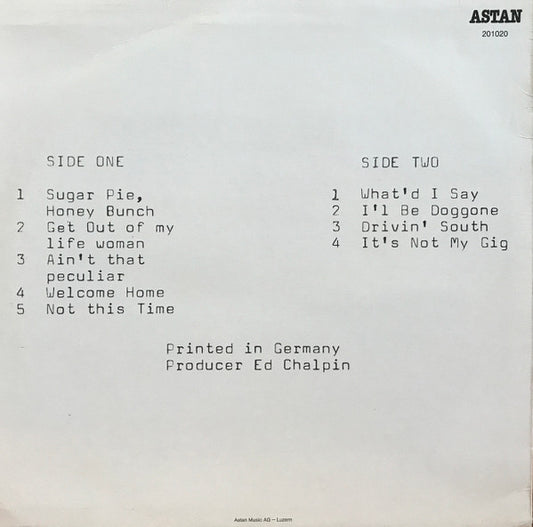 ASTAN
201020
SIDE ONE
1 Sugar Pie,
Honey Bunch
2 Get Out of my
life woman
3 Ain't that
peculiar
4 Welcome Home
5 Not this Time
SIDE TWO
1 What'd I Say
2 I'l Be Doggone
3 Drivin' South
4 It's Not My Gig
Printed in Germany
Producer Ed Chalpin
Astan Music AG – Luzern